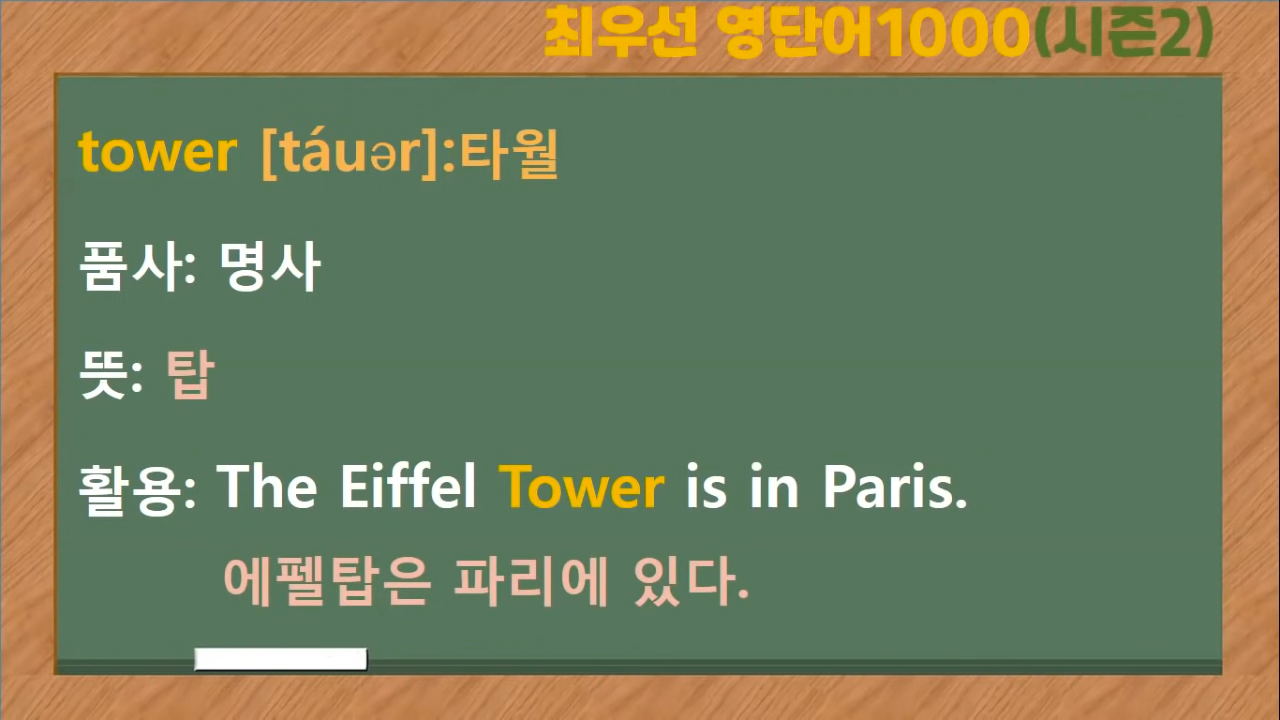 최우선 영단어1000(시즌2)
tower [táuər]:타월
품사: 명사
뜻: 탑
활용: The Eiffel Tower is in Paris.
에펠탑은 파리에 있다.